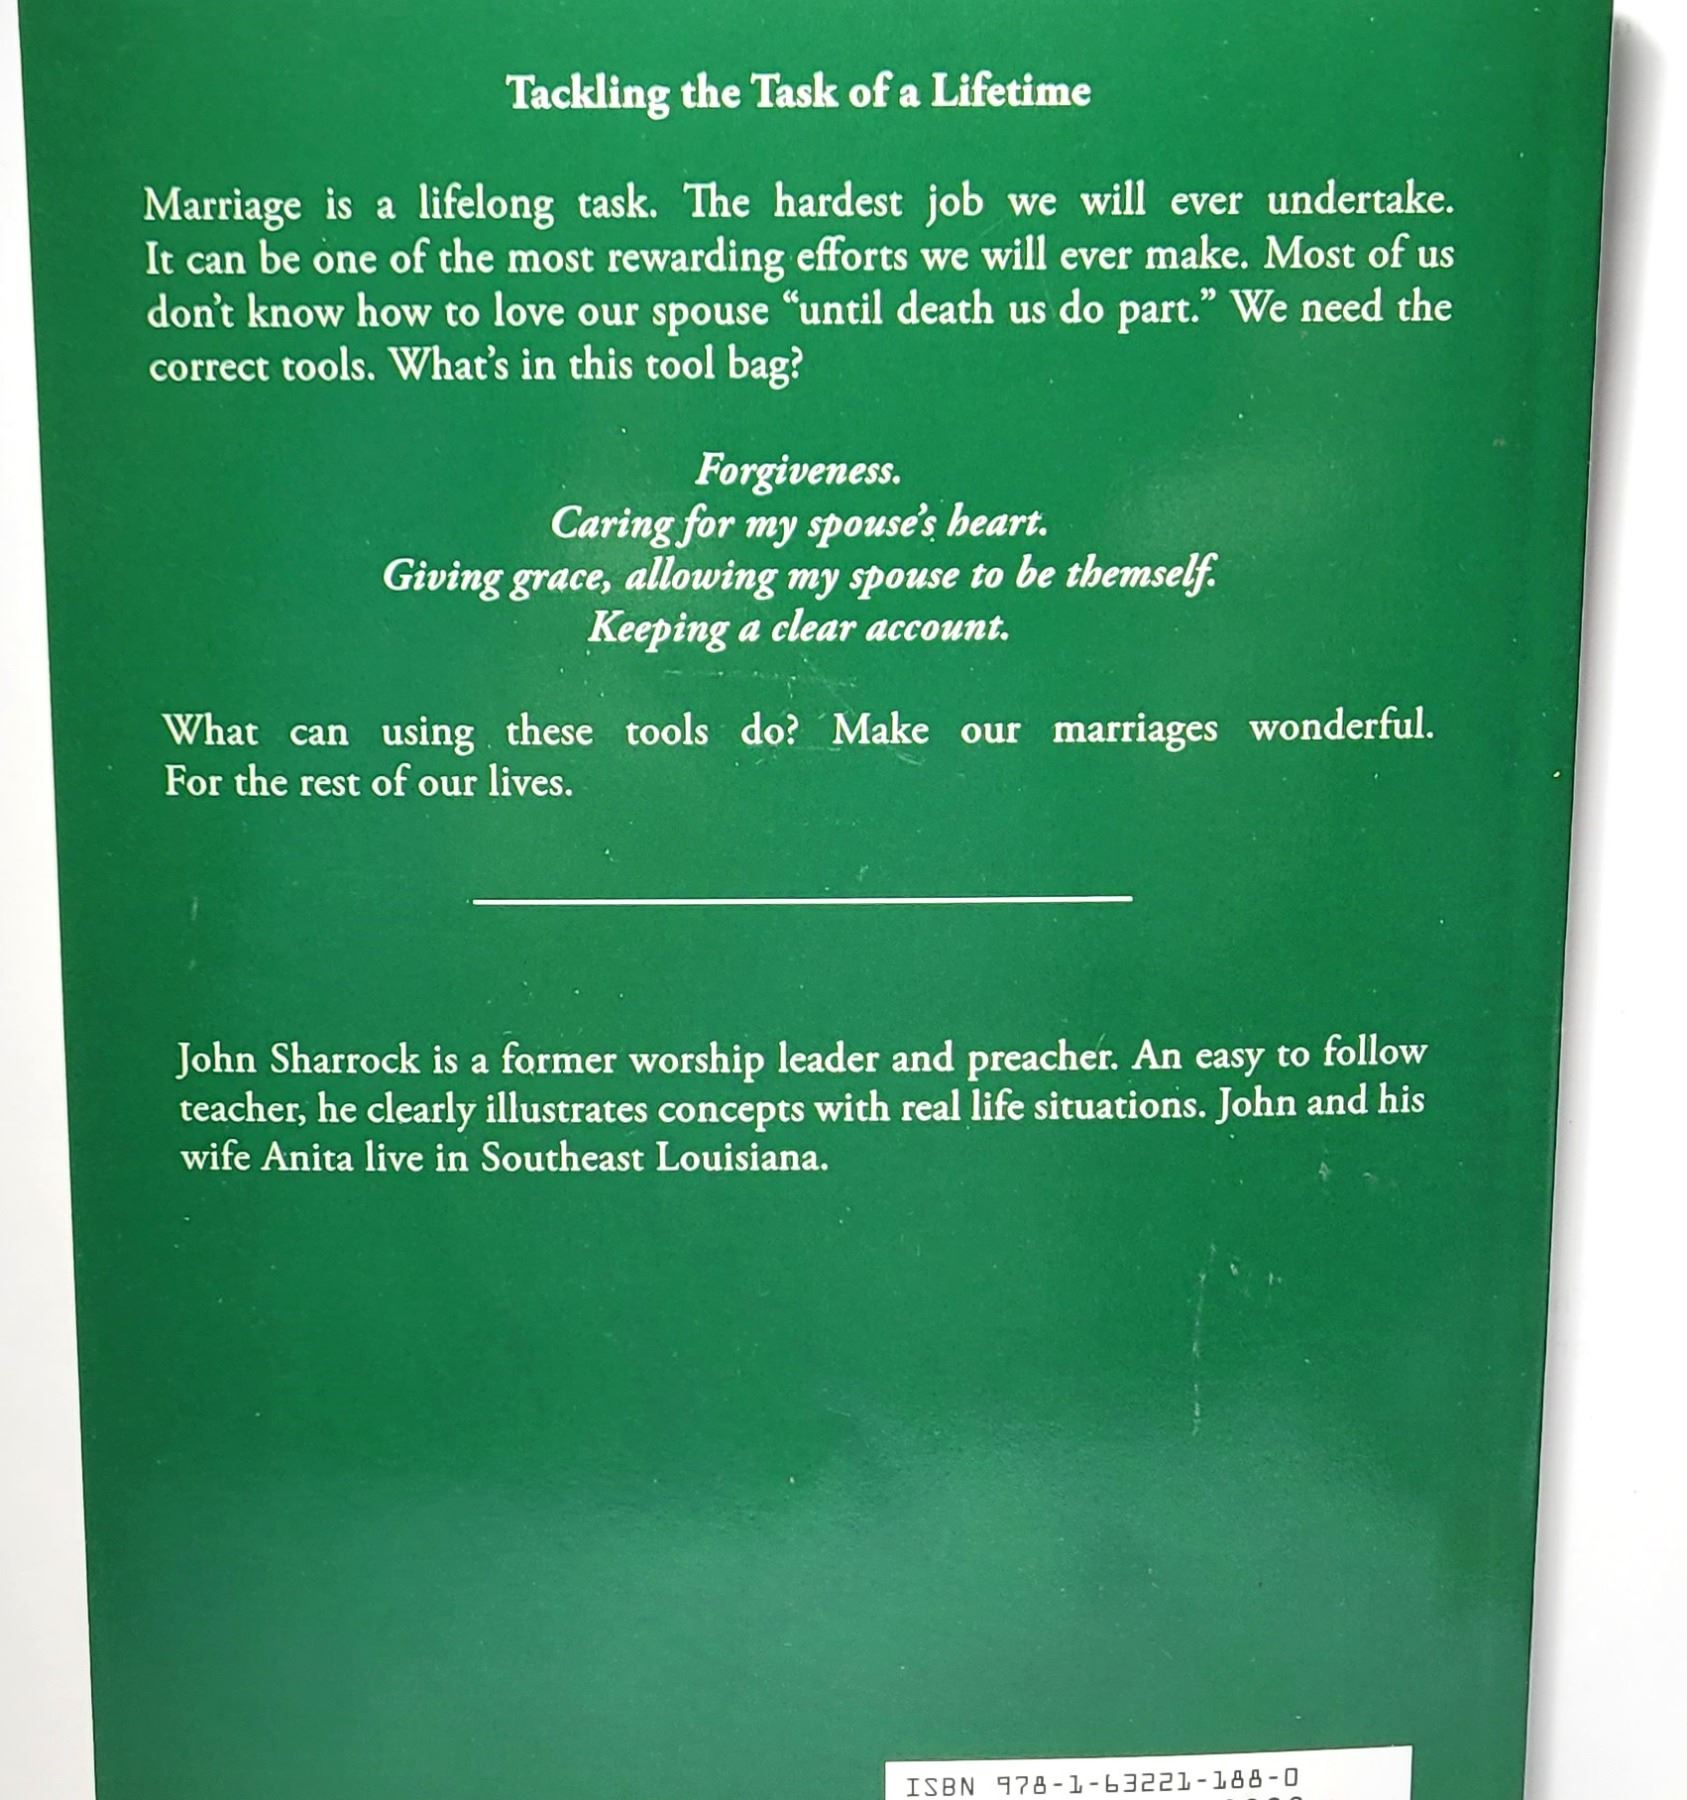 Tackling the Task of a Lifetime
Marriage is a lifelong task. The hardest job we will ever undertake.
It can be one of the most rewarding efforts we will ever make. Most of us
don't know how to love our spouse “until death us do part.” We need the
correct tools. What's in this tool bag?
Forgiveness.
Caring for my spouse's heart.
Giving grace, allowing my spouse to be themself.
Keeping a clear account.
What can using these tools do? Make our marriages wonderful.
For the rest of our lives.
John Sharrock is a former worship leader and preacher. An easy to follow
teacher, he clearly illustrates concepts with real life situations. John and his
wife Anita live in Southeast Louisiana.
ISBN 978-1-63221-188-0